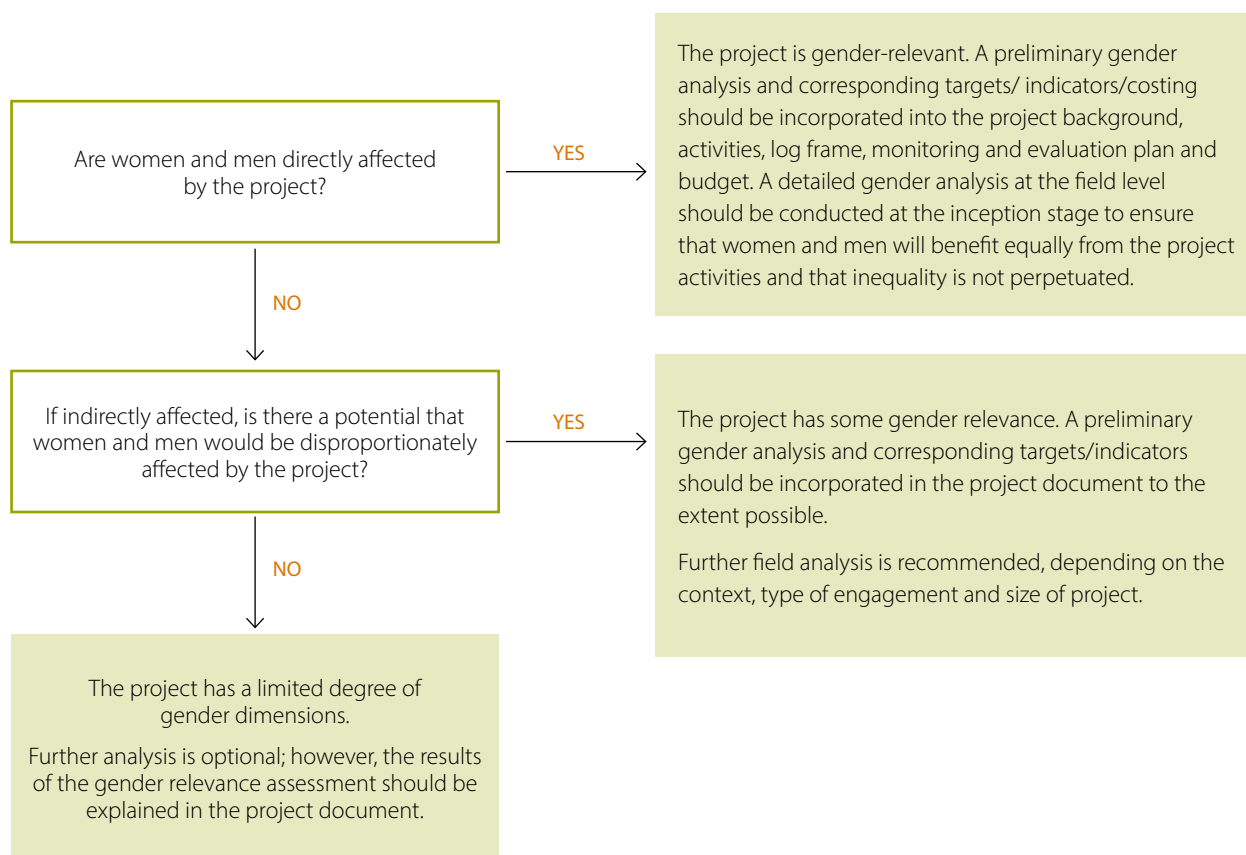 Are women and men directly affected
by the project?
YES
The project is gender-relevant. A preliminary gender
analysis and corresponding targets/ indicators/costing
should be incorporated into the project background,
activities, log frame, monitoring and evaluation plan and
budget. A detailed gender analysis at the field level
should be conducted at the inception stage to ensure
that women and men will benefit equally from the project
activities and that inequality is not perpetuated.
NO
If indirectly affected, is there a potential that
women and men would be disproportionately
affected by the project?
YES
The project has some gender relevance. A preliminary
gender analysis and corresponding targets/indicators
should be incorporated in the project document to the
extent possible.
Further field analysis is recommended, depending on the
context, type of engagement and size of project.
NO
The project has a limited degree of
gender dimensions.
Further analysis is optional; however, the results
of the gender relevance assessment should be
explained in the project document.